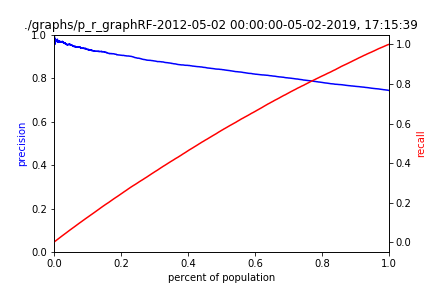 ./graphs/p_r_graphRF-2012-05-02 00:00:00-05-02-2019, 17:15:39
1.0
0.8
0.6
0.4
0.2
0.0
precision
1.0
0.8
0.6
0.4
0.2
0.0
recall
0.0 0.2 0.4 0.6 0.8 1.0
percent of population